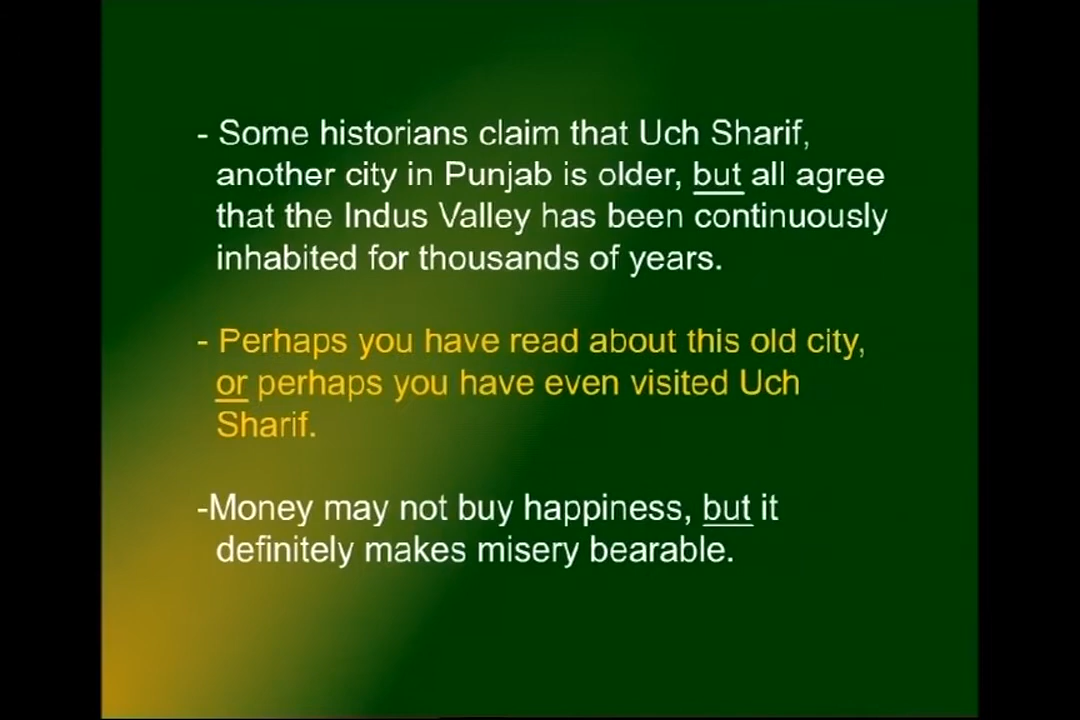 - Some historians claim that Uch Sharif,
another city in Punjab is older, but all agree
that the Indus Valley has been continuously
inhabited for thousands of years.
- Perhaps you have read about this old city,
or perhaps you have even visited Uch
Sharif.
-Money may not buy happiness, but it
definitely makes misery bearable.